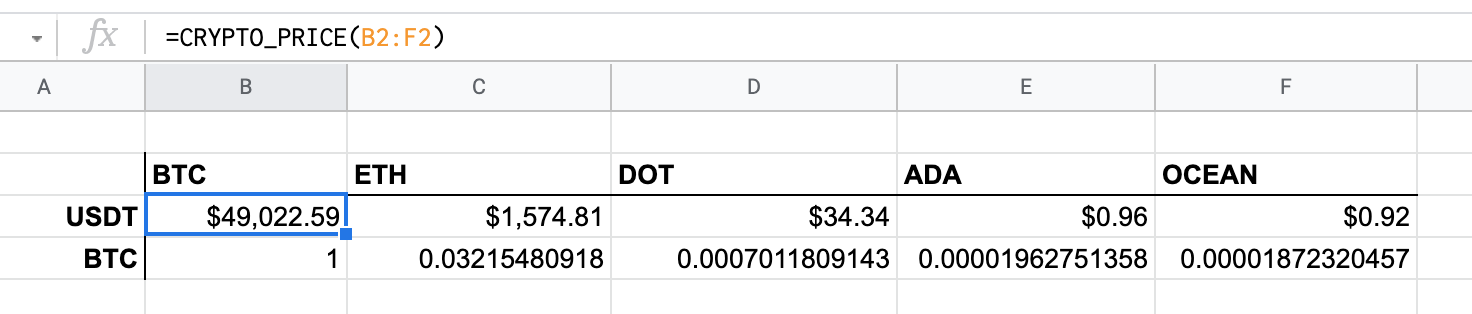 fx =CRYPTO_PRICE(B2:F2)
A B C D E F
BTC ETH DOT ADA OCEAN
USDT $49,022.59 $1,574.81 $34.34 $0.96 $0.92
BTC 1 0.03215480918 0.0007011809143 0.00001962751358 0.00001872320457